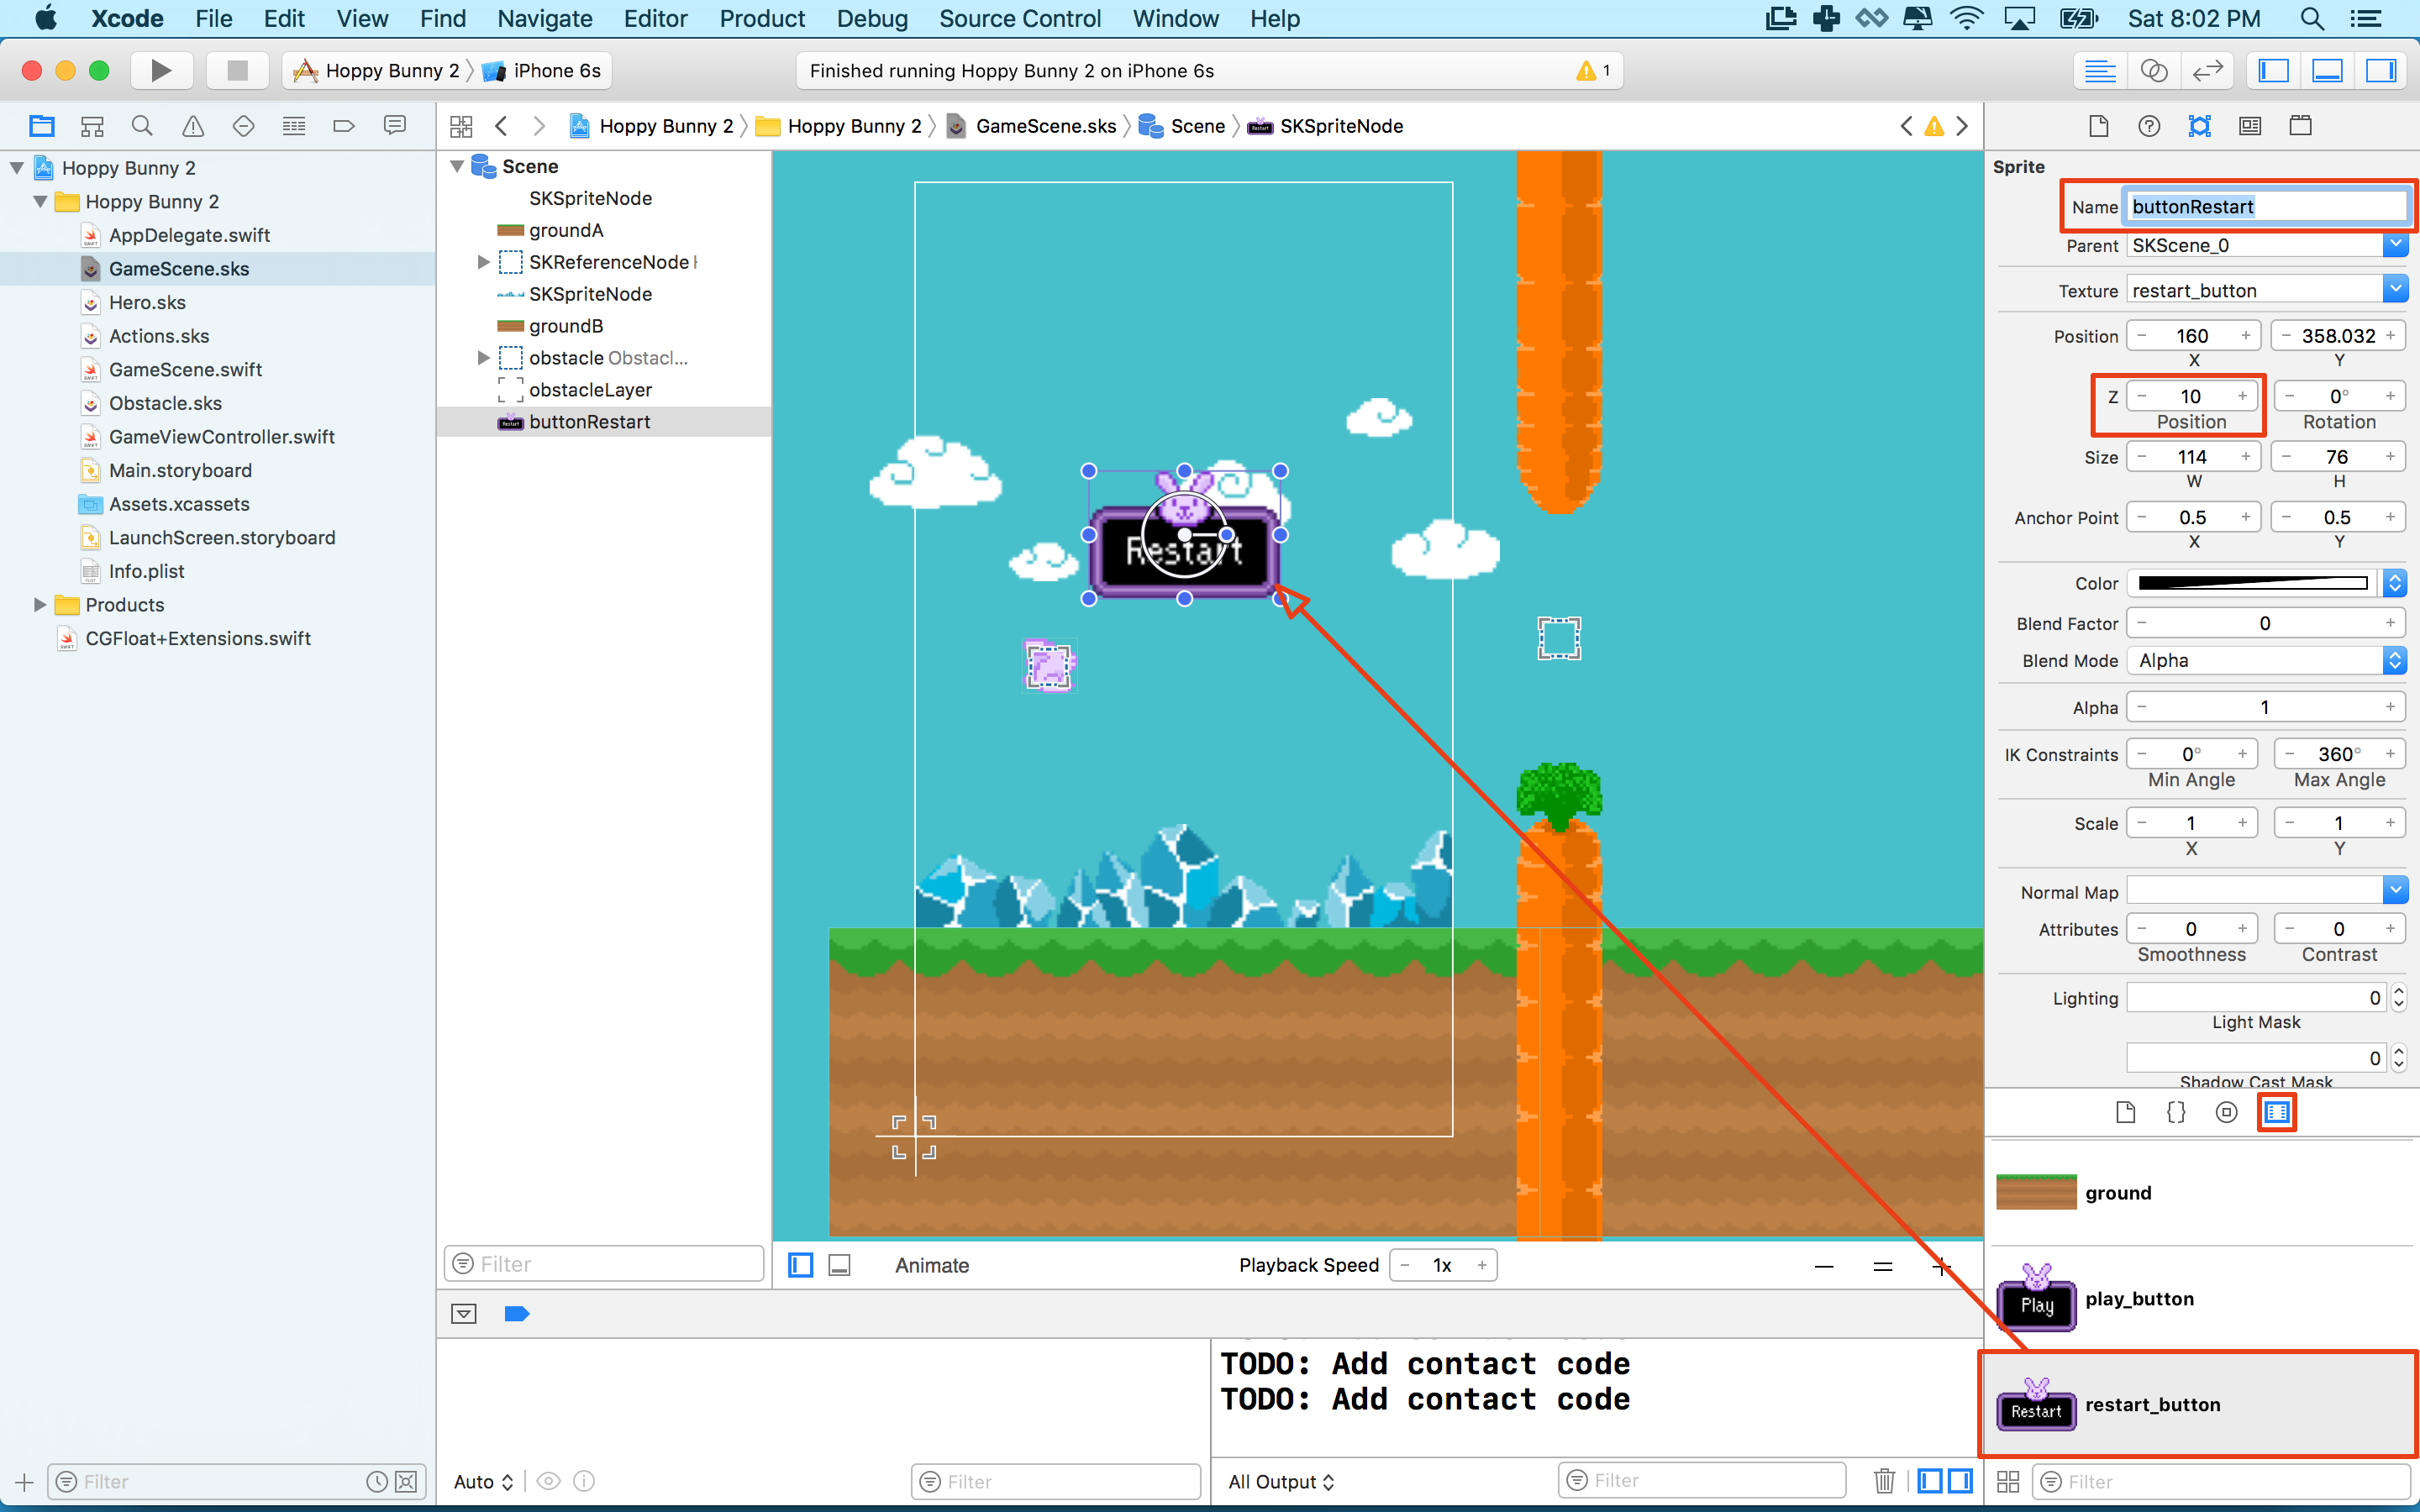 Xcode File Edit View Find Navigate Editor Product Debug Source Control Window Help Sat 8:02 PM
Hoppy Bunny 2 iPhone 6s Finished running Hoppy Bunny 2 on iPhone 6s 1
Hoppy Bunny 2 Hoppy Bunny 2 GameScene.sks Scene Restart SKSpriteNode
Hoppy Bunny 2
Hoppy Bunny 2
AppDelegate.swift
GameScene.sks
Hero.sks
Actions.sks
GameScene.swift
Obstacle.sks
GameViewController.swift
Main.storyboard
Assets.xcassets
LaunchScreen.storyboard
Info.plist
Products
CGFloat+Extensions.swift
Filter
Scene
SKSpriteNode
groundA
SKReferenceNode
SKSpriteNode
groundB
obstacle Obstacl...
obstacleLayer
Restart buttonRestart
Filter
Restart
Animate Playback Speed − 1x +
TODO: Add contact code
TODO: Add contact code
Auto Filter
All Output Filter
Sprite
Name buttonRestart
Parent SKScene_0
Texture restart_button
Position − 160 + − 358.032 +
X Y
Z − 10 + − 0° +
Position Rotation
Size − 114 + − 76 +
W H
Anchor Point − 0.5 + − 0.5 +
X Y
Color
Blend Factor − 0 +
Blend Mode Alpha
Alpha − 1 +
IK Constraints − 0° + − 360° +
Min Angle Max Angle
Scale − 1 + − 1 +
X Y
Normal Map
Attributes − 0 + − 0 +
Smoothness Contrast
Lighting 0
Light Mask
0
Shadow Cast Mask
{}
ground
Play play_button
Restart restart_button
Filter